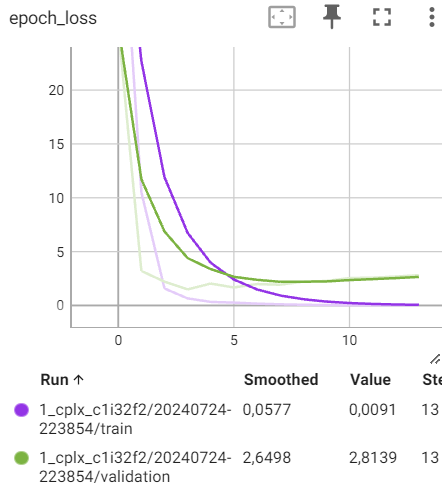 epoch_loss
20
15
10
5
0
0 5 10
Run ↑ Smoothed Value Ste
1_cplx_c1i32f2/20240724- 0,0577 0,0091 13
223854/train
1_cplx_c1i32f2/20240724- 2,6498 2,8139 13
223854/validation